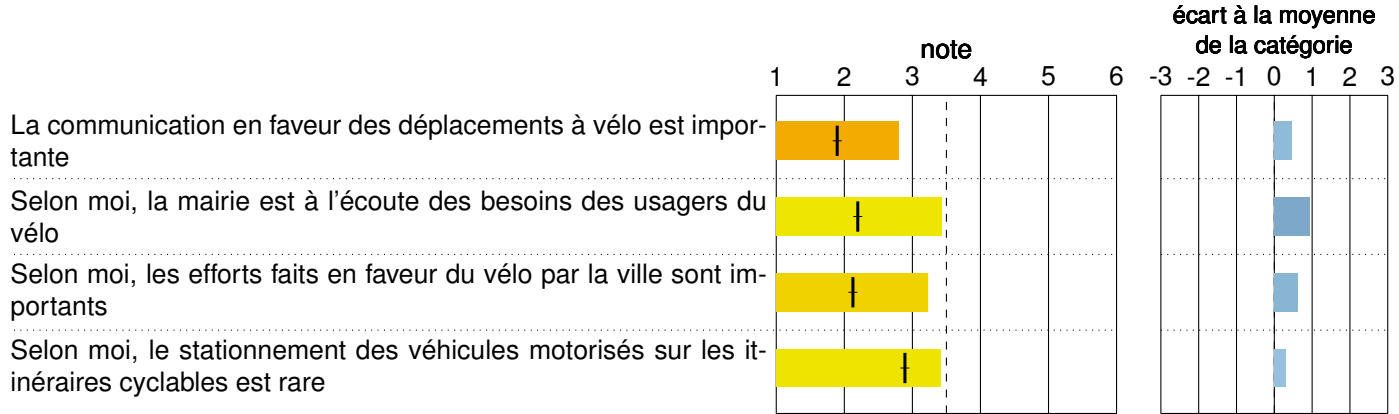 écart à la moyenne
note de la catégorie
1 2 3 4 5 6 -3 -2 -1 0 1 2 3
La communication en faveur des déplacements à vélo est impor-
tante
Selon moi, la mairie est à l'écoute des besoins des usagers du
vélo
Selon moi, les efforts faits en faveur du vélo par la ville sont im-
portants
Selon moi, le stationnement des véhicules motorisés sur les it-
inéraires cyclables est rare